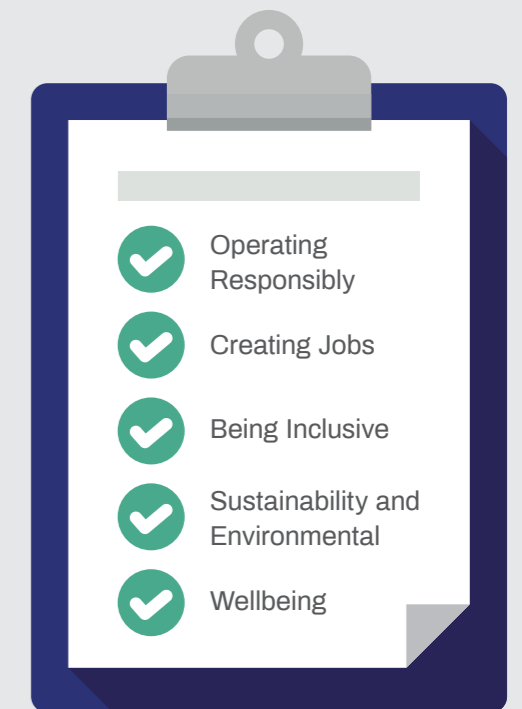 Operating
Responsibly
Creating Jobs
Being Inclusive
Sustainability and
Environmental
Wellbeing